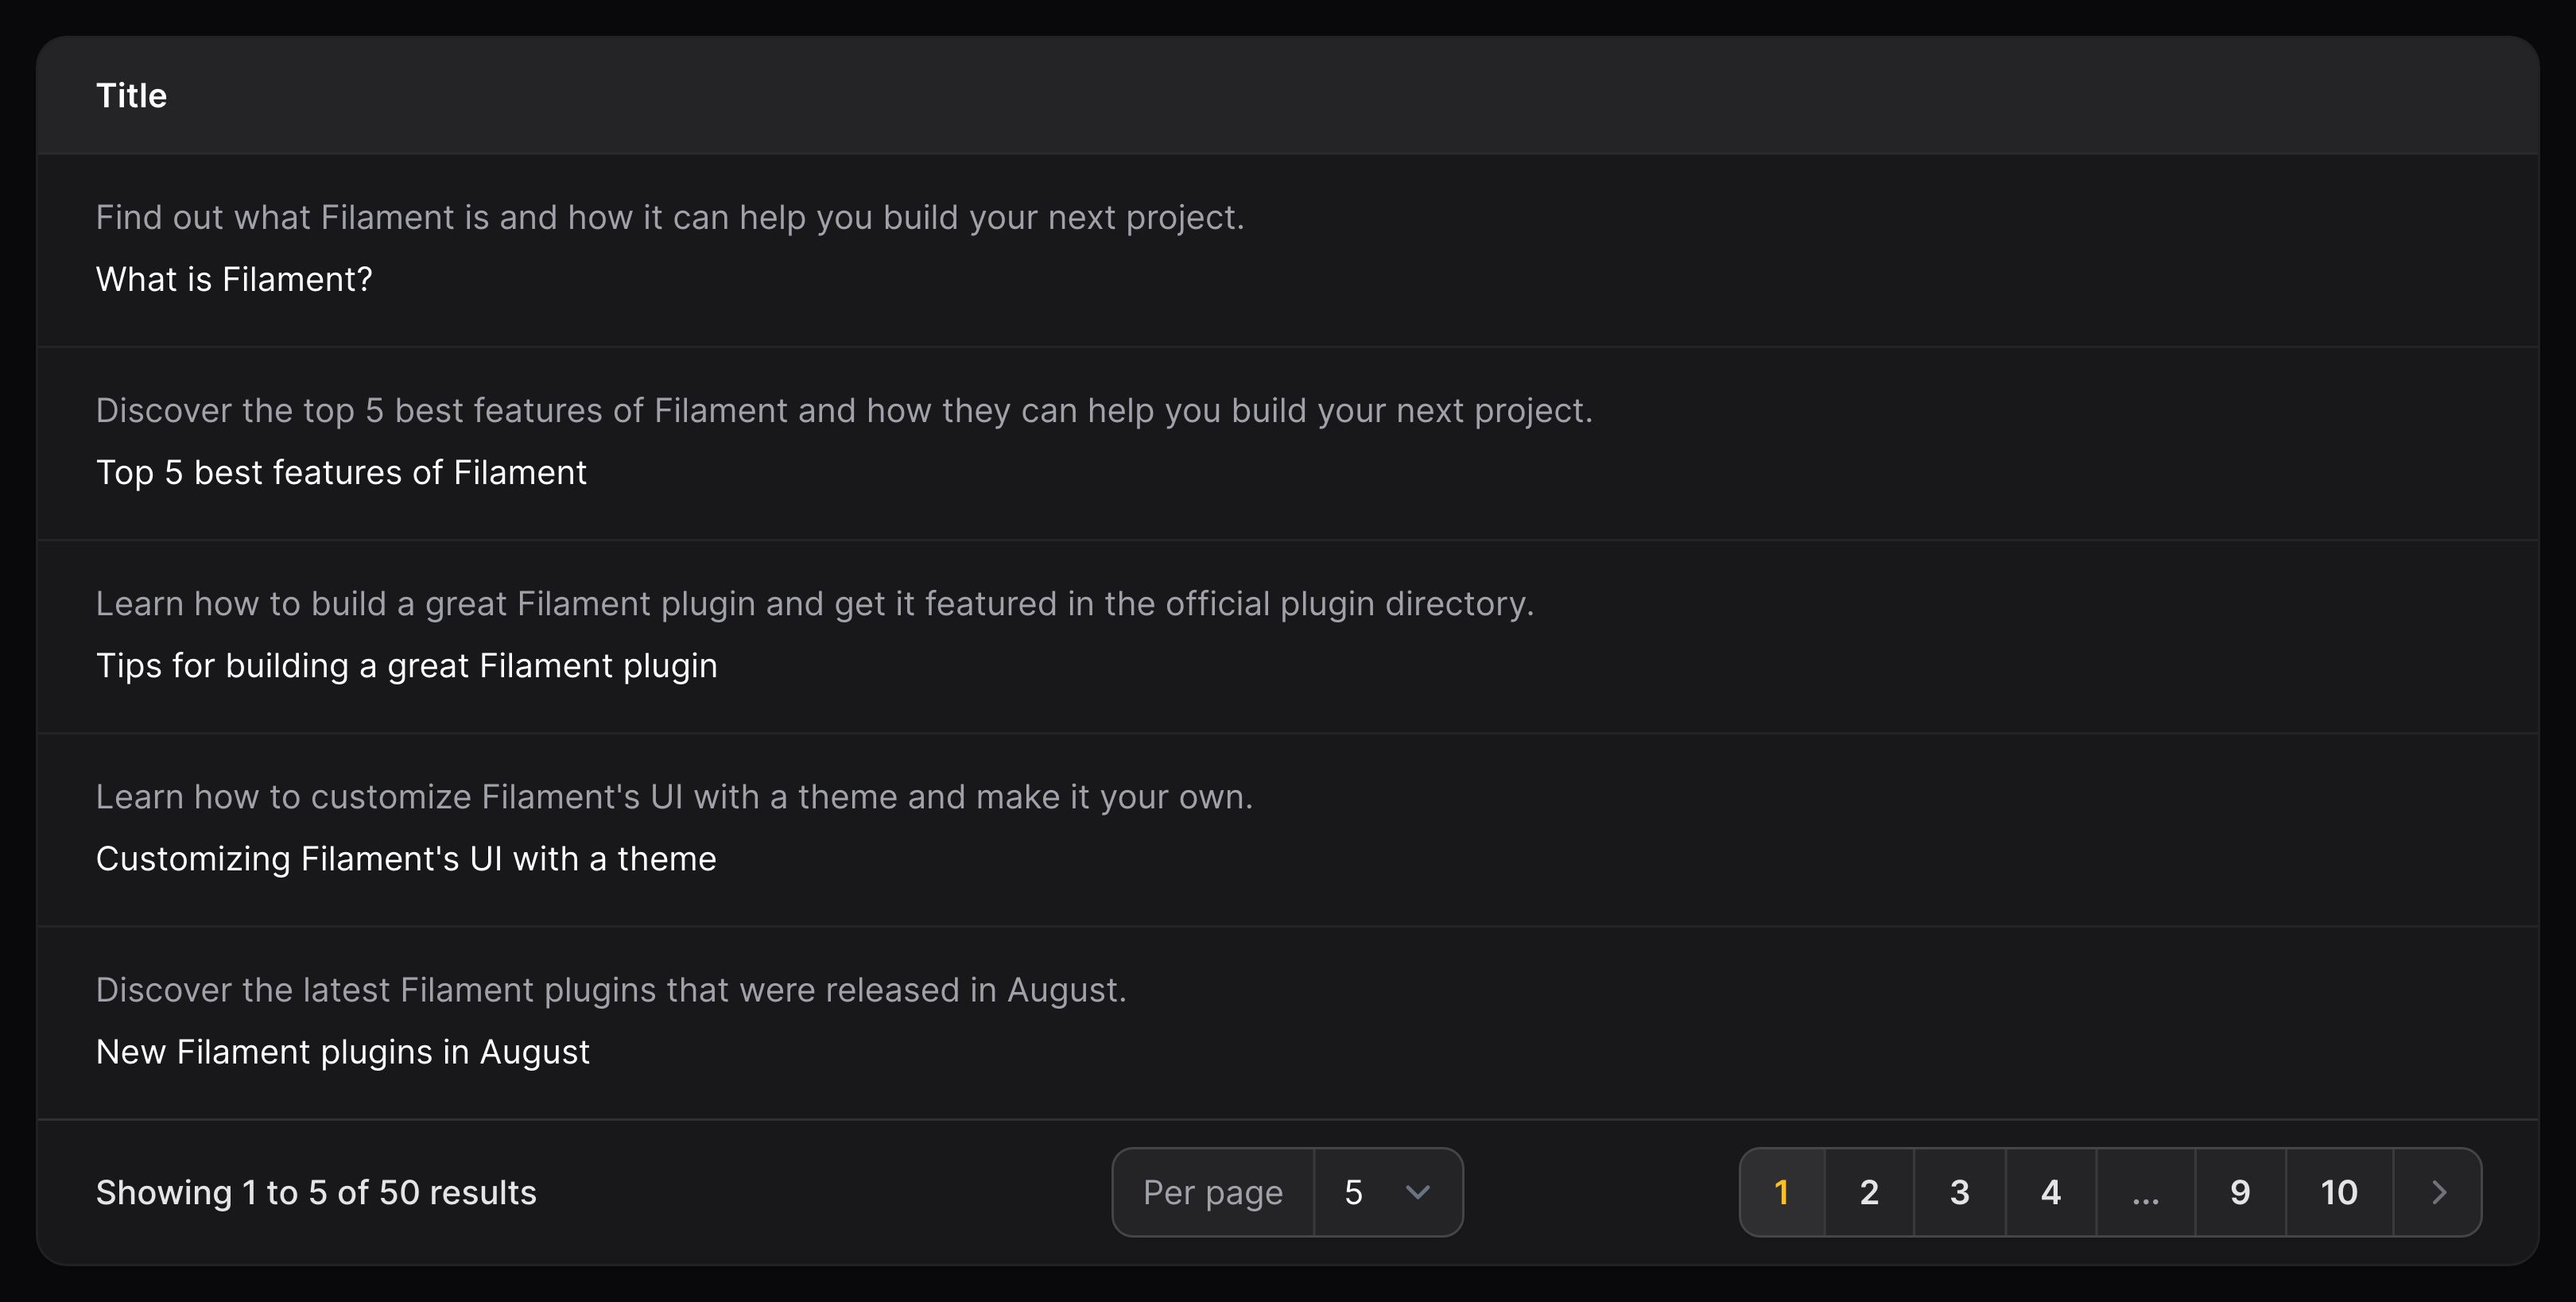 Title
Find out what Filament is and how it can help you build your next project.
What is Filament?
Discover the top 5 best features of Filament and how they can help you build your next project.
Top 5 best features of Filament
Learn how to build a great Filament plugin and get it featured in the official plugin directory.
Tips for building a great Filament plugin
Learn how to customize Filament's UI with a theme and make it your own.
Customizing Filament's UI with a theme
Discover the latest Filament plugins that were released in August.
New Filament plugins in August
Showing 1 to 5 of 50 results Per page 5 1 2 3 4 ... 9 10